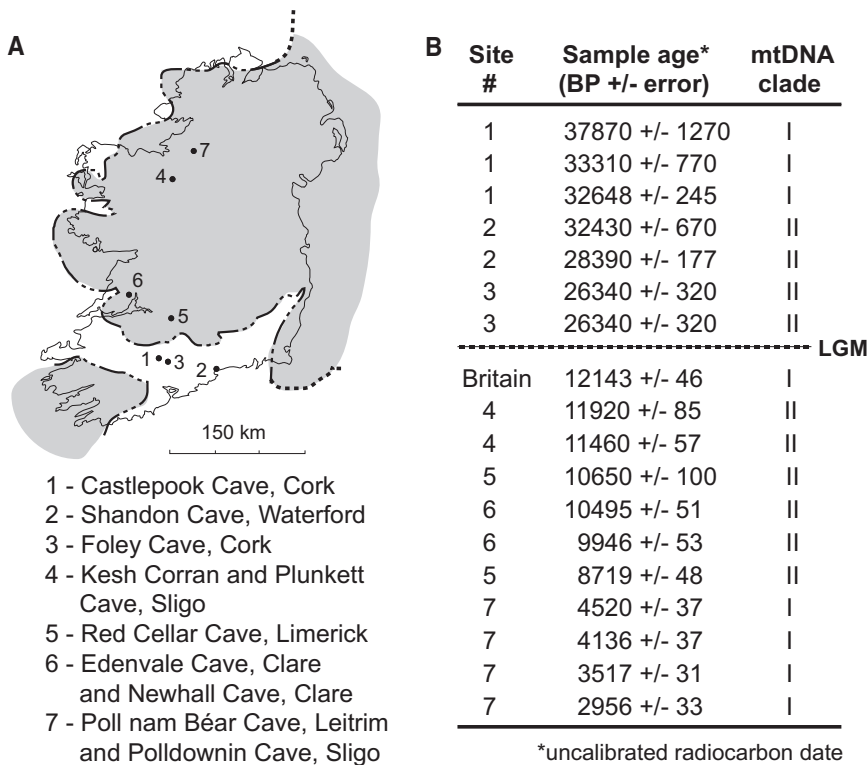 A
7
4
6
5
1
3
2
150 km
1 - Castlepook Cave, Cork
2 - Shandon Cave, Waterford
3 - Foley Cave, Cork
4 - Kesh Corran and Plunkett
Cave, Sligo
5 - Red Cellar Cave, Limerick
6 - Edenvale Cave, Clare
and Newhall Cave, Clare
7 - Poll nam Béar Cave, Leitrim
and Polldownin Cave, Sligo
B
Site Sample age* mtDNA
# (BP +/- error) clade
1 37870 +/- 1270 I
1 33310 +/- 770 I
1 32648 +/- 245 I
2 32430 +/- 670 II
2 28390 +/- 177 II
3 26340 +/- 320 II
3 26340 +/- 320 II
LGM
Britain 12143 +/- 46 I
4 11920 +/- 85 II
4 11460 +/- 57 II
5 10650 +/- 100 II
6 10495 +/- 51 II
6 9946 +/- 53 II
5 8719 +/- 48 II
7 4520 +/- 37 I
7 4136 +/- 37 I
7 3517 +/- 31 I
7 2956 +/- 33 I
*uncalibrated radiocarbon date